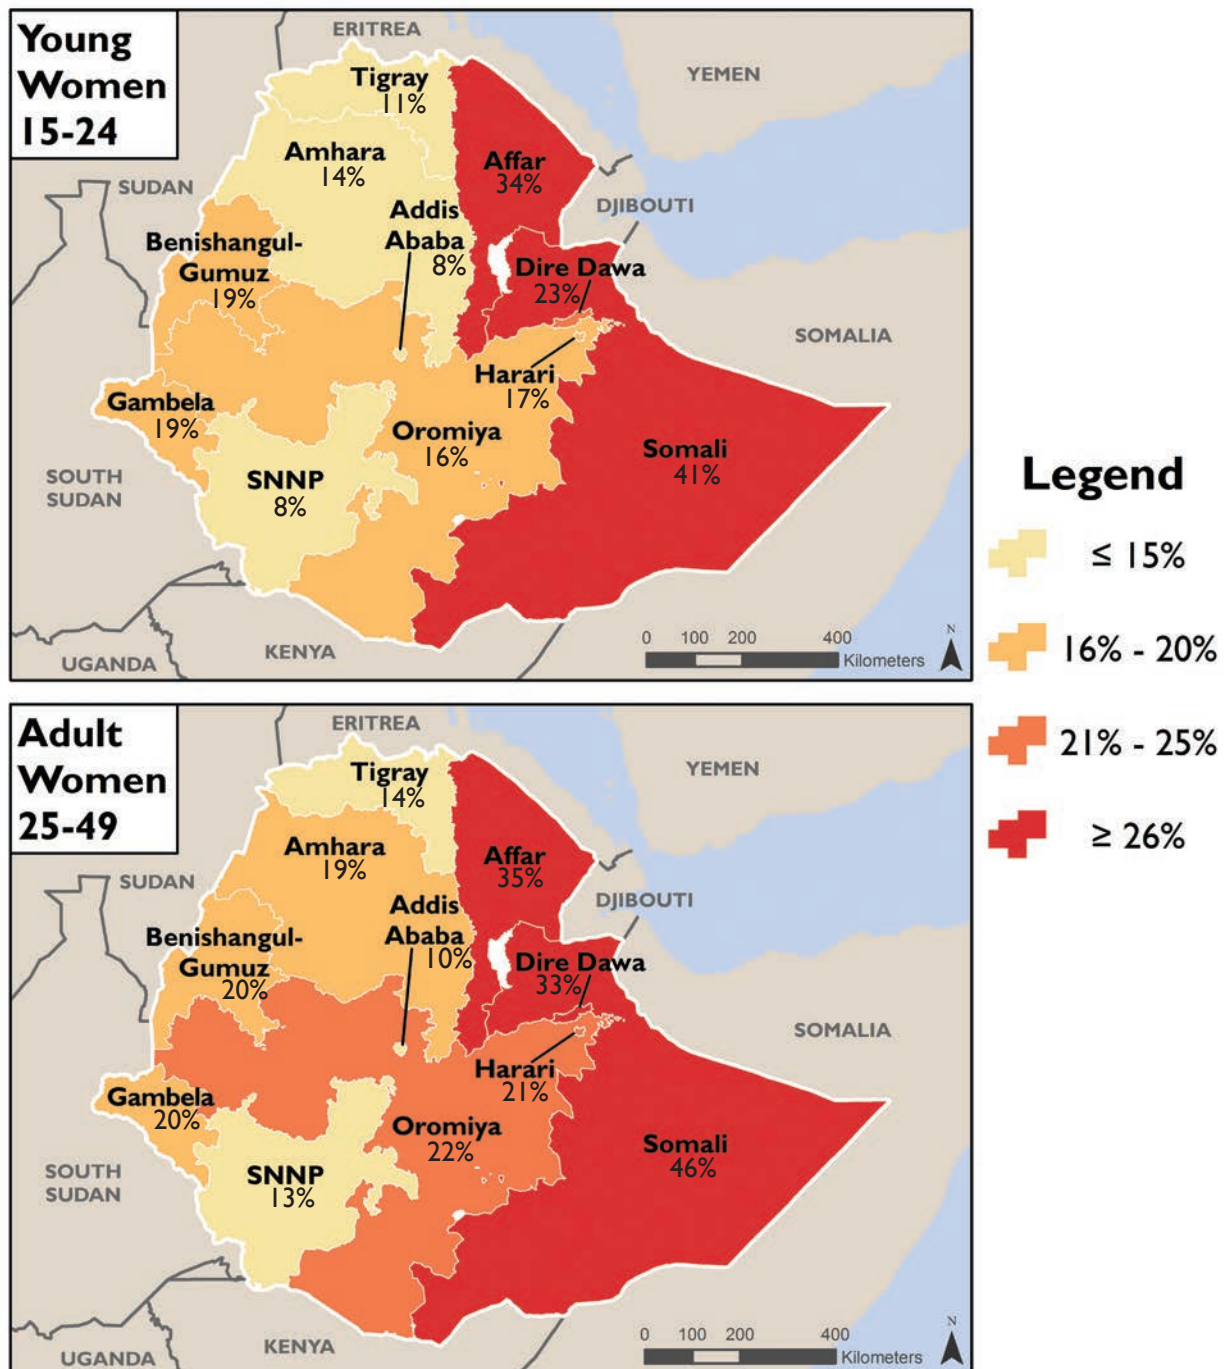 Young
Women
15-24
ERITREA
YEMEN
Tigray
11%
Amhara
14%
Affar
34%
SUDAN
DJIBOUTI
Addis
Ababa
8%
Benishangul-
Gumuz
19%
Dire Dawa
23%
SOMALIA
Harari
17%
Gambela
19%
Oromiya
16%
Somali
41%
SOUTH
SUDAN
SNNP
8%
KENYA
UGANDA
0 100 200 400
Kilometers
N
Legend
≤ 15%
16% - 20%
21% - 25%
≥ 26%
Adult
Women
25-49
ERITREA
YEMEN
Tigray
14%
Amhara
19%
Affar
35%
SUDAN
DJIBOUTI
Addis
Ababa
10%
Benishangul-
Gumuz
20%
Dire Dawa
33%
SOMALIA
Harari
21%
Gambela
20%
Oromiya
22%
Somali
46%
SOUTH
SUDAN
SNNP
13%
KENYA
UGANDA
0 100 200 400
Kilometers
N